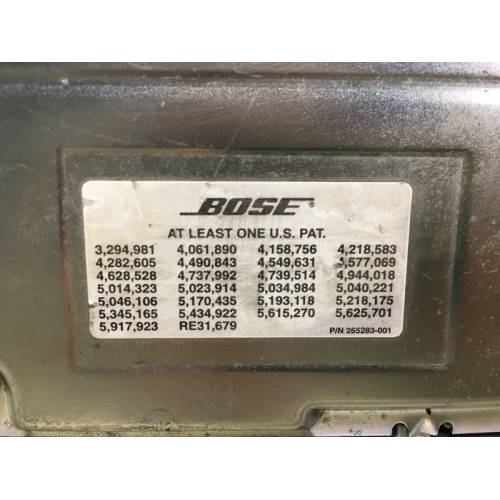 BOSE®
AT LEAST ONE U.S. PAT.
3,294,981 4,061,890 4,158,756 4,218,583
4,282,605 4,490,843 4,549,631 4,577,069
4,628,528 4,737,992 4,739,514 4,944,018
5,014,323 5,023,914 5,034,984 5,040,221
5,046,106 5,170,435 5,193,118 5,218,175
5,345,165 5,434,922 5,615,270 5,625,701
5,917,923 RE31,679
P/N 255283-001